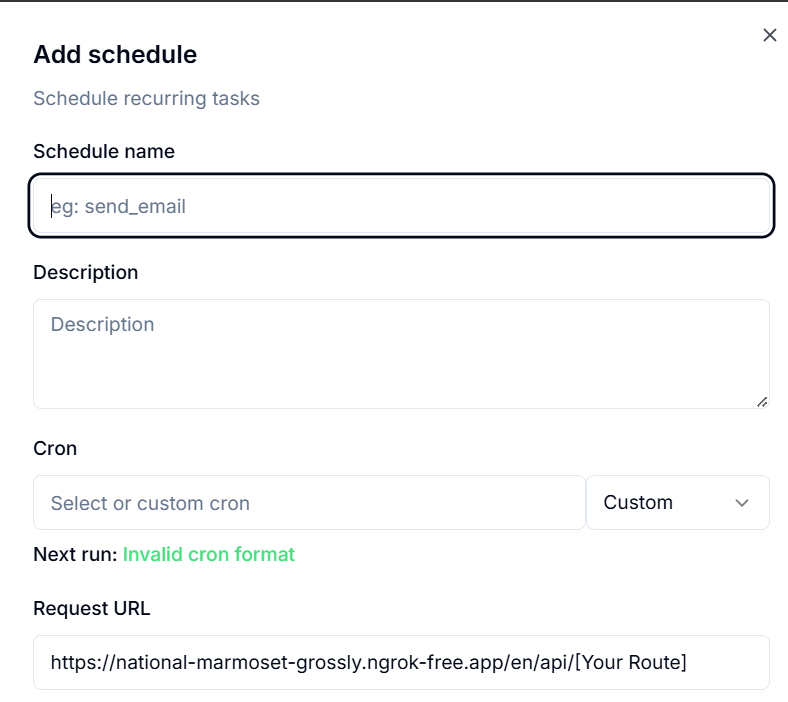 Add schedule
Schedule recurring tasks
Schedule name
eg: send_email
Description
Description
Cron
Select or custom cron
Custom
Next run: Invalid cron format
Request URL
https://national-marmoset-grossly.ngrok-free.app/en/api/[Your Route]